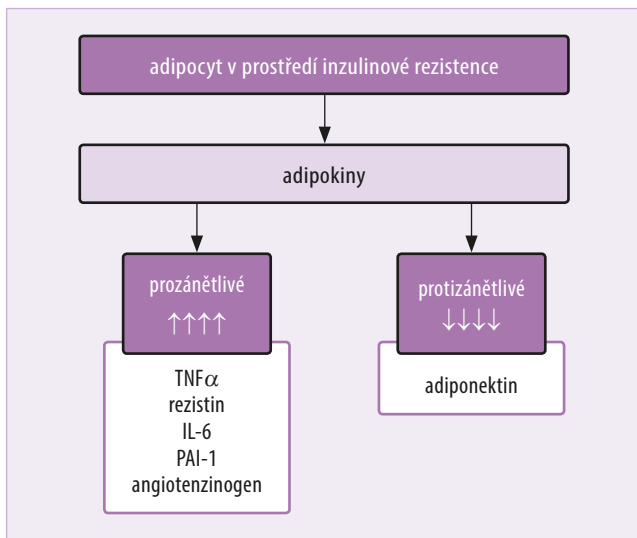 adipocyt v prostředí inzulinové rezistence
adipokiny
prozánětlivé
↑↑↑↑
TNFα
rezistin
IL-6
PAI-1
angiotenzinogen
protizánětlivé
↓↓↓↓
adiponektin